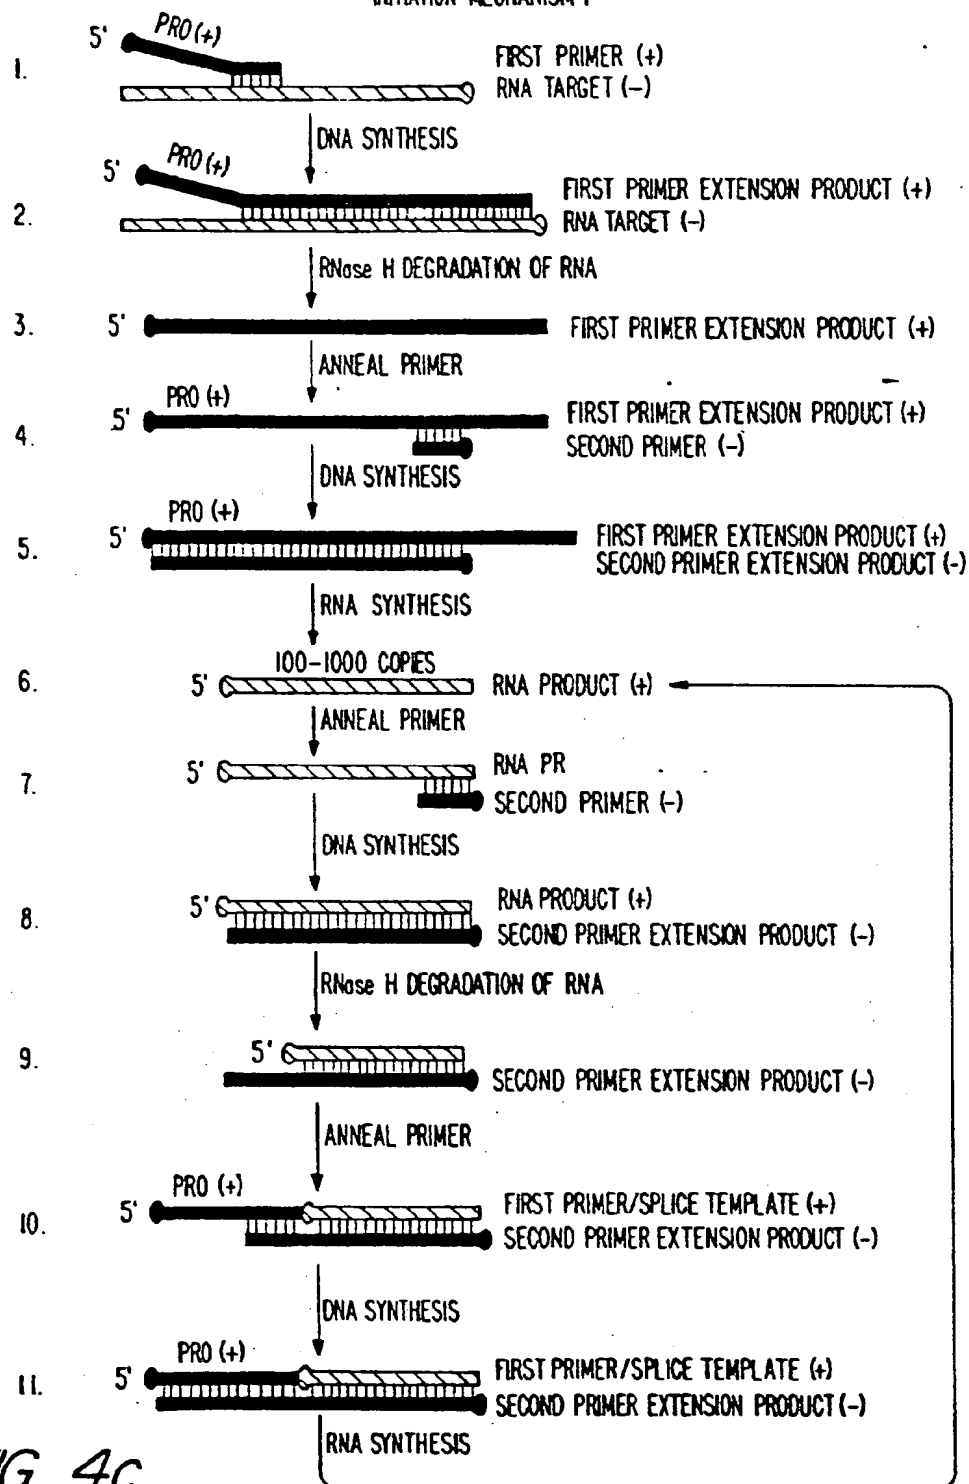 INITIATION MECHANISM I
1.
5' PRO(+)
FIRST PRIMER (+)
RNA TARGET (-)
DNA SYNTHESIS
2.
5' PRO(+)
FIRST PRIMER EXTENSION PRODUCT (+)
RNA TARGET (-)
RNase H DEGRADATION OF RNA
3.
5'
FIRST PRIMER EXTENSION PRODUCT (+)
ANNEAL PRIMER
4.
PRO (+)
5'
FIRST PRIMER EXTENSION PRODUCT (+)
SECOND PRIMER (-)
DNA SYNTHESIS
5.
PRO (+)
5'
FIRST PRIMER EXTENSION PRODUCT (+)
SECOND PRIMER EXTENSION PRODUCT (-)
RNA SYNTHESIS
6.
100-1000 COPIES
5'
RNA PRODUCT (+)
ANNEAL PRIMER
7.
5'
RNA PR
SECOND PRIMER (-)
DNA SYNTHESIS
8.
5'
RNA PRODUCT (+)
SECOND PRIMER EXTENSION PRODUCT (-)
RNase H DEGRADATION OF RNA
9.
5'
SECOND PRIMER EXTENSION PRODUCT (-)
ANNEAL PRIMER
10.
PRO (+)
5'
FIRST PRIMER/SPLICE TEMPLATE (+)
SECOND PRIMER EXTENSION PRODUCT (-)
DNA SYNTHESIS
11.
PRO (+)
5'
FIRST PRIMER/SPLICE TEMPLATE (+)
SECOND PRIMER EXTENSION PRODUCT (-)
RNA SYNTHESIS
IG. 4C